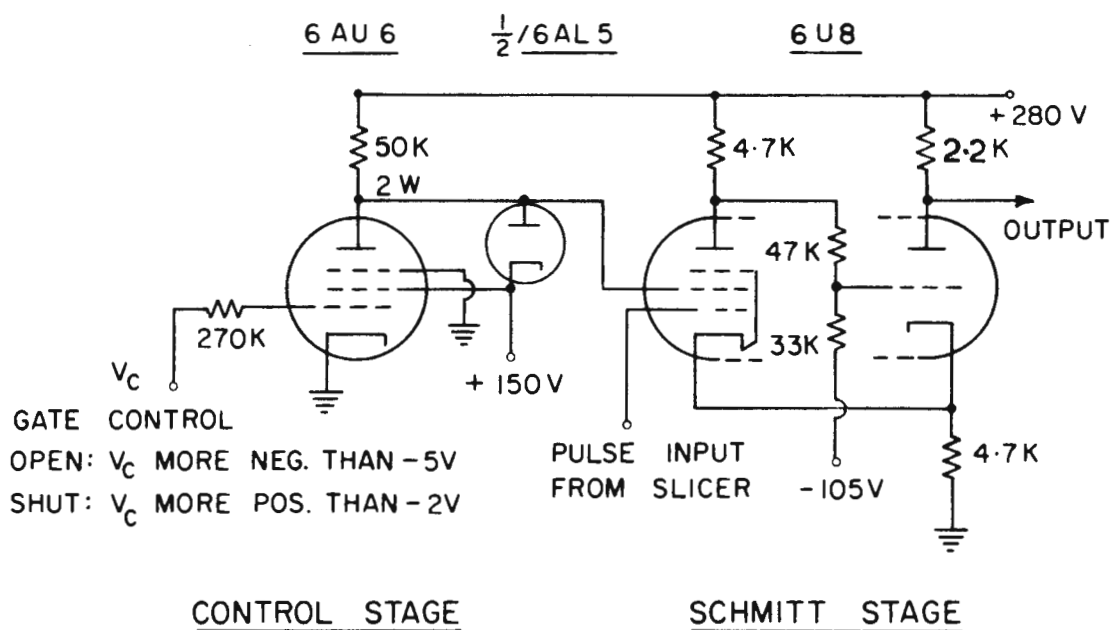 6AU6
1/2/6AL5
6U8
+280V
50K
2W
4.7K
2.2K
OUTPUT
47K
270K
33K
V_C
+150V
GATE CONTROL
OPEN: V_C MORE NEG. THAN -5V
SHUT: V_C MORE POS. THAN -2V
PULSE INPUT
FROM SLICER
-105V
4.7K
CONTROL STAGE
SCHMITT STAGE